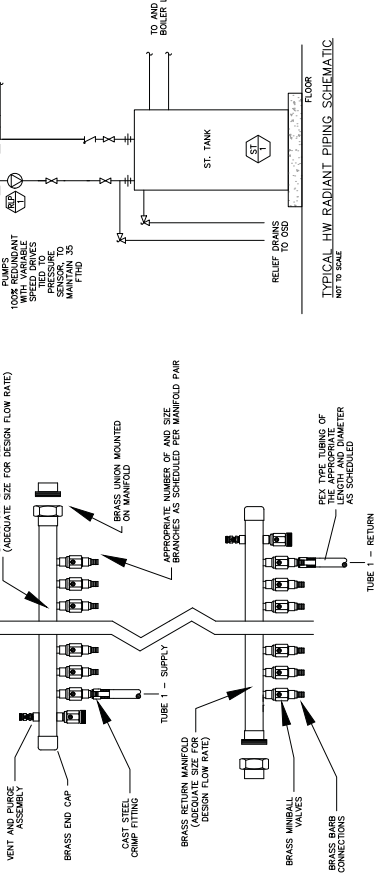 PUMPS
100% REDUNDANT
WITH VARIABLE
SPEED DRIVES
TIED TO
PRESSURE
SENSOR, TO
MAINTAIN 35
FTHD
RLP
1
TO AND
BOILER
ST. TANK
ST
1
RELIEF DRAINS
TO OSD
FLOOR
TYPICAL HW RADIANT PIPING SCHEMATIC
NOT TO SCALE
(ADEQUATE SIZE FOR DESIGN FLOW RATE)
VENT AND PURGE
ASSEMBLY
BRASS END CAP
CAST STEEL
CRIMP FITTING
TUBE 1 - SUPPLY
BRASS UNION MOUNTED
ON MANIFOLD
APPROPRIATE NUMBER OF AND SIZE
BRANCHES AS SCHEDULED PER MANIFOLD PAIR
BRASS RETURN MANIFOLD
(ADEQUATE SIZE FOR
DESIGN FLOW RATE)
BRASS MINIBALL
VALVES
BRASS BARB
CONNECTIONS
PEX TYPE TUBING OF
THE APPROPRIATE
LENGTH AND DIAMETER
AS SCHEDULED
TUBE 1 - RETURN